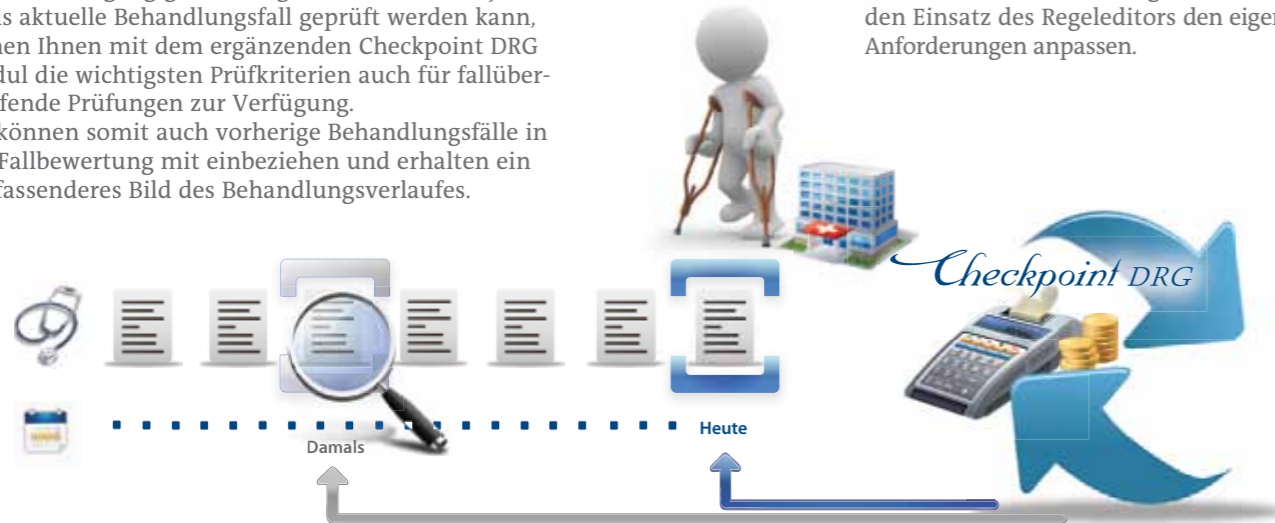 ls aktuelle Behandlungsfall geprüft werden kann,
nen Ihnen mit dem ergänzenden Checkpoint DRG
dul die wichtigsten Prüfkriterien auch für fallüber-
fende Prüfungen zur Verfügung.
können somit auch vorherige Behandlungsfälle in
Fallbewertung mit einbeziehen und erhalten ein
fassenderes Bild des Behandlungsverlaufes.
den Einsatz des Regeleditors den eigen
Anforderungen anpassen.
Checkpoint DRG
Heute
Damals